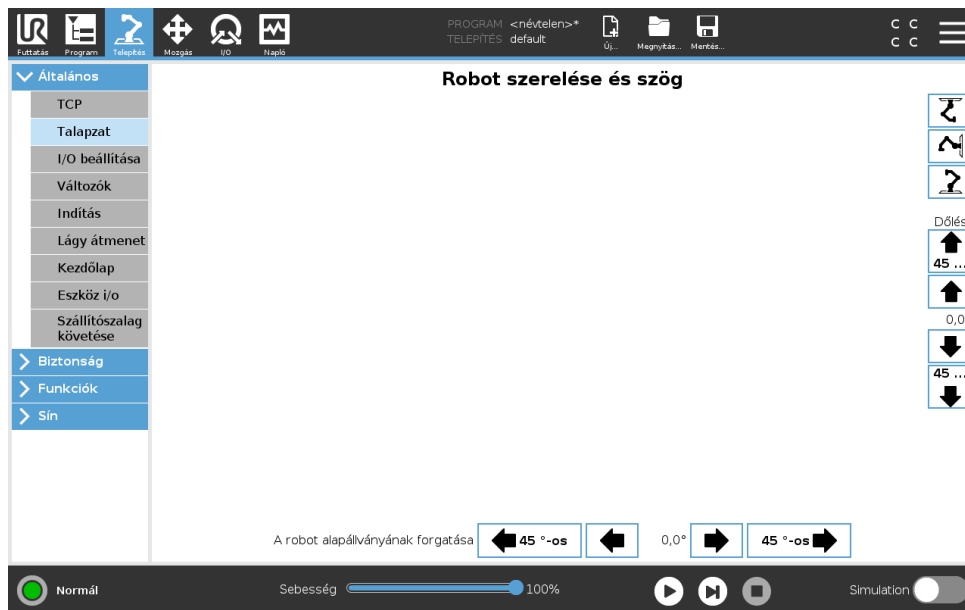 PROGRAM <névtelen>*
TELEPÍTÉS default
Futtatás Program Telepítés Mozgás I/O Napló Új... Megnyitás... Mentés...
C C
C C
Általános
Robot szerelése és szög
TCP
Talapzat
I/O beállítása
Változók
Indítás
Lágy átmenet
Kezdőlap
Eszköz i/o
Szállítószalag
követése
Biztonság
Funkciók
Sín
Dőlés
45 ...
0,0
45 ...
A robot alapállványának forgatása 45 °-os 0,0° 45 °-os
Normál Sebesség 100% Simulation